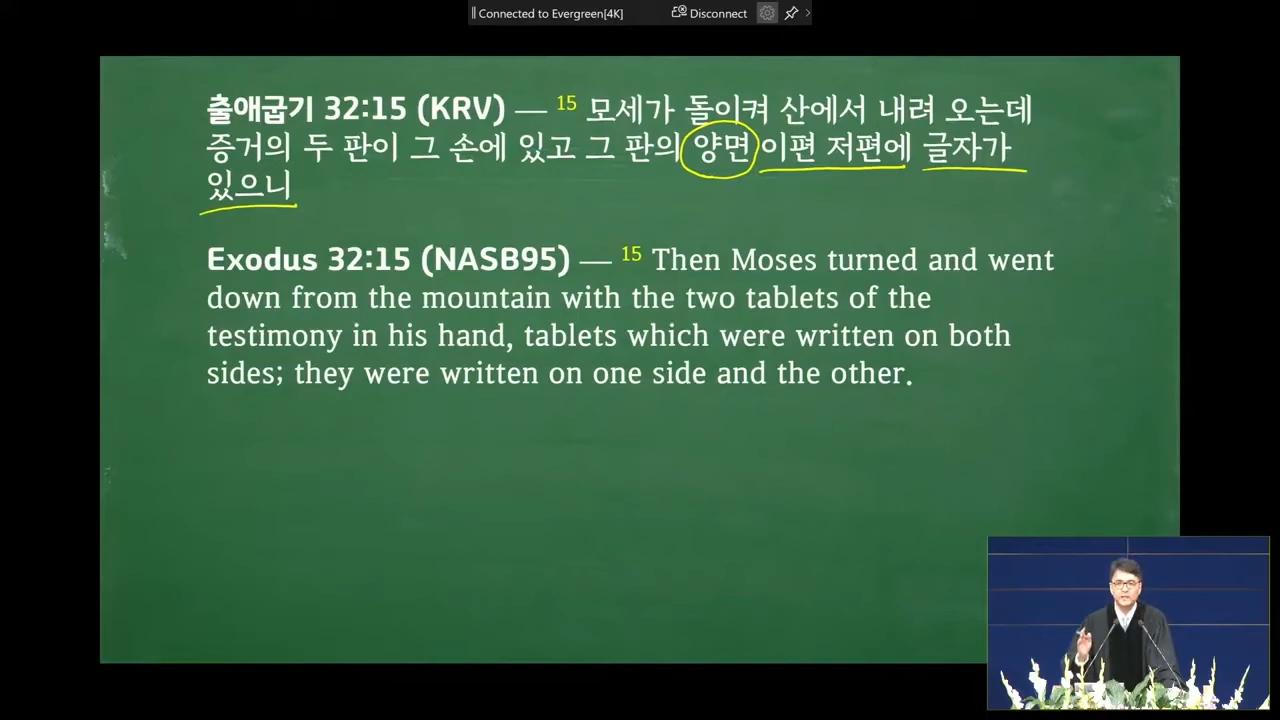 Connected to Evergreen[4K] Disconnect
출애굽기 32:15 (KRV) — 15 모세가 돌이켜 산에서 내려 오는데
증거의 두 판이 그 손에 있고 그 판의 양면 이편 저편에 글자가
있으니
Exodus 32:15 (NASB95) — 15 Then Moses turned and went
down from the mountain with the two tablets of the
testimony in his hand, tablets which were written on both
sides; they were written on one side and the other.